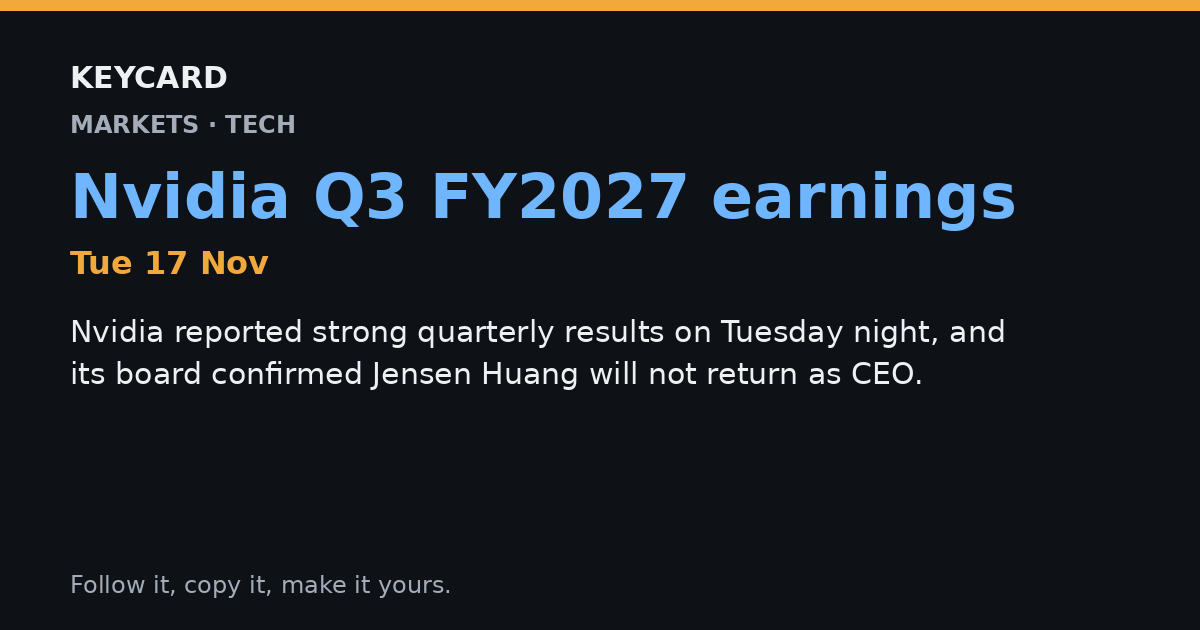 KEYCARD
MARKETS · TECH
Nvidia Q3 FY2027 earnings
Tue 17 Nov
Nvidia reported strong quarterly results on Tuesday night, and
its board confirmed Jensen Huang will not return as CEO.
Follow it, copy it, make it yours.